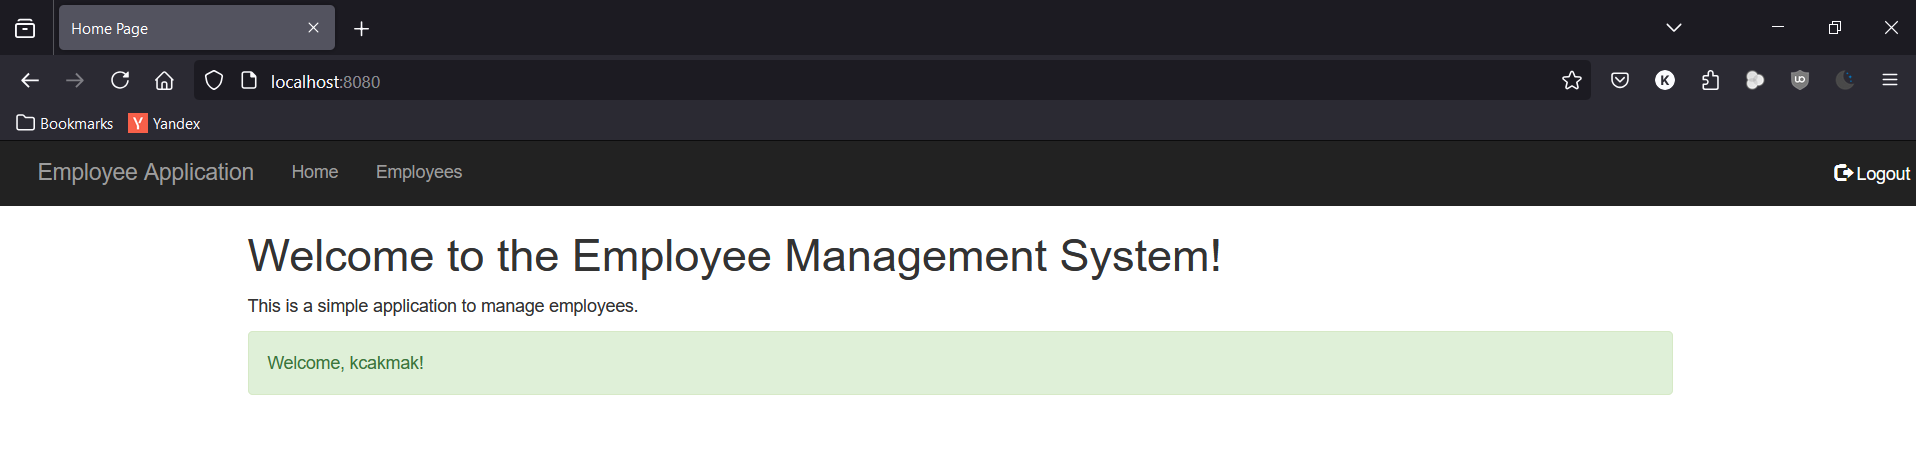 Home Page
localhost:8080
K
Bookmarks Y Yandex
Employee Application Home Employees Logout
Welcome to the Employee Management System!
This is a simple application to manage employees.
Welcome, kcakmak!